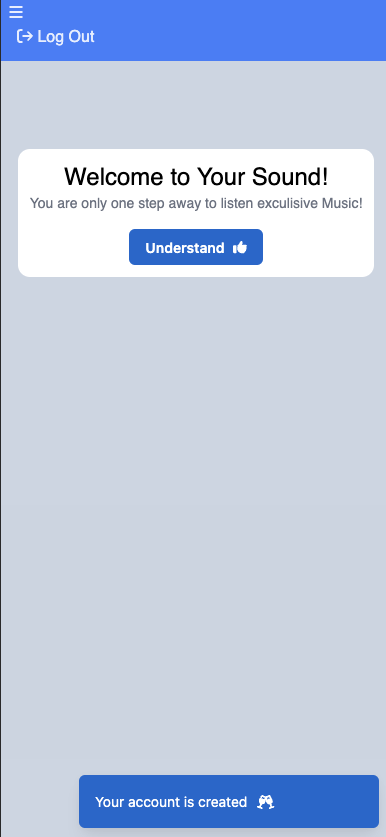 Log Out
Welcome to Your Sound!
You are only one step away to listen exculisive Music!
Understand
Your account is created